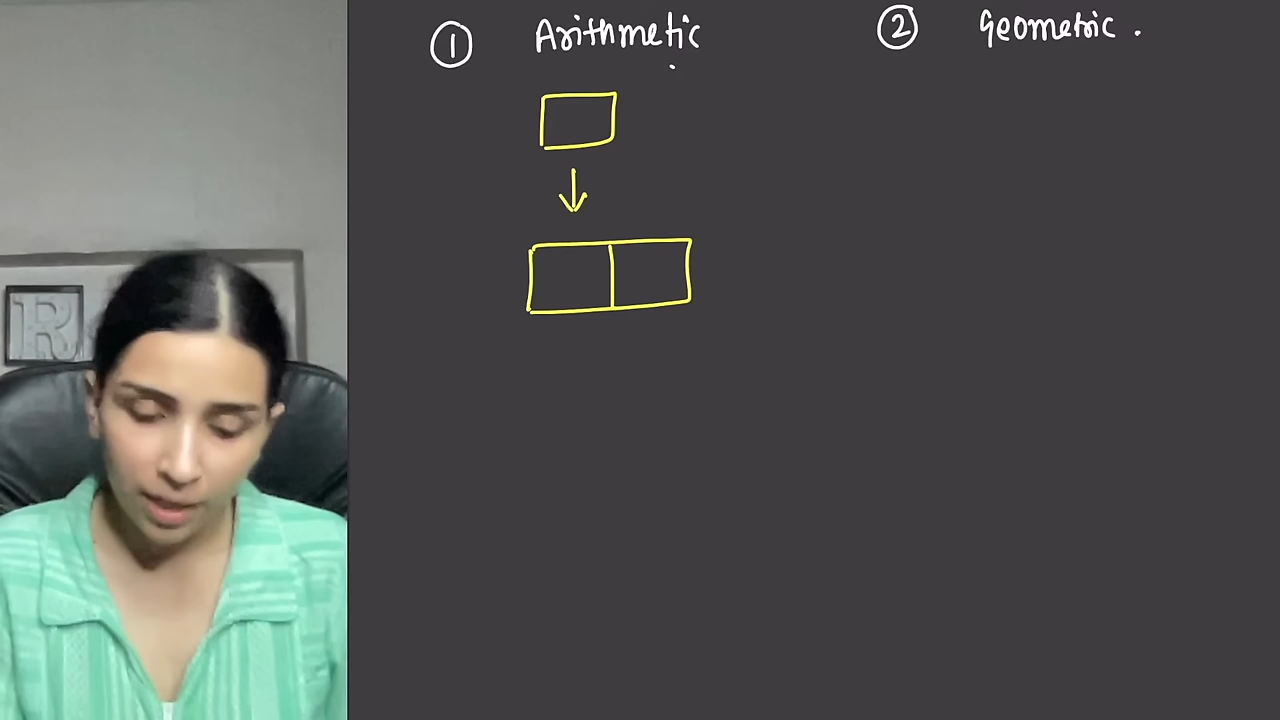 ① Arithmetic
② Geometric.
R